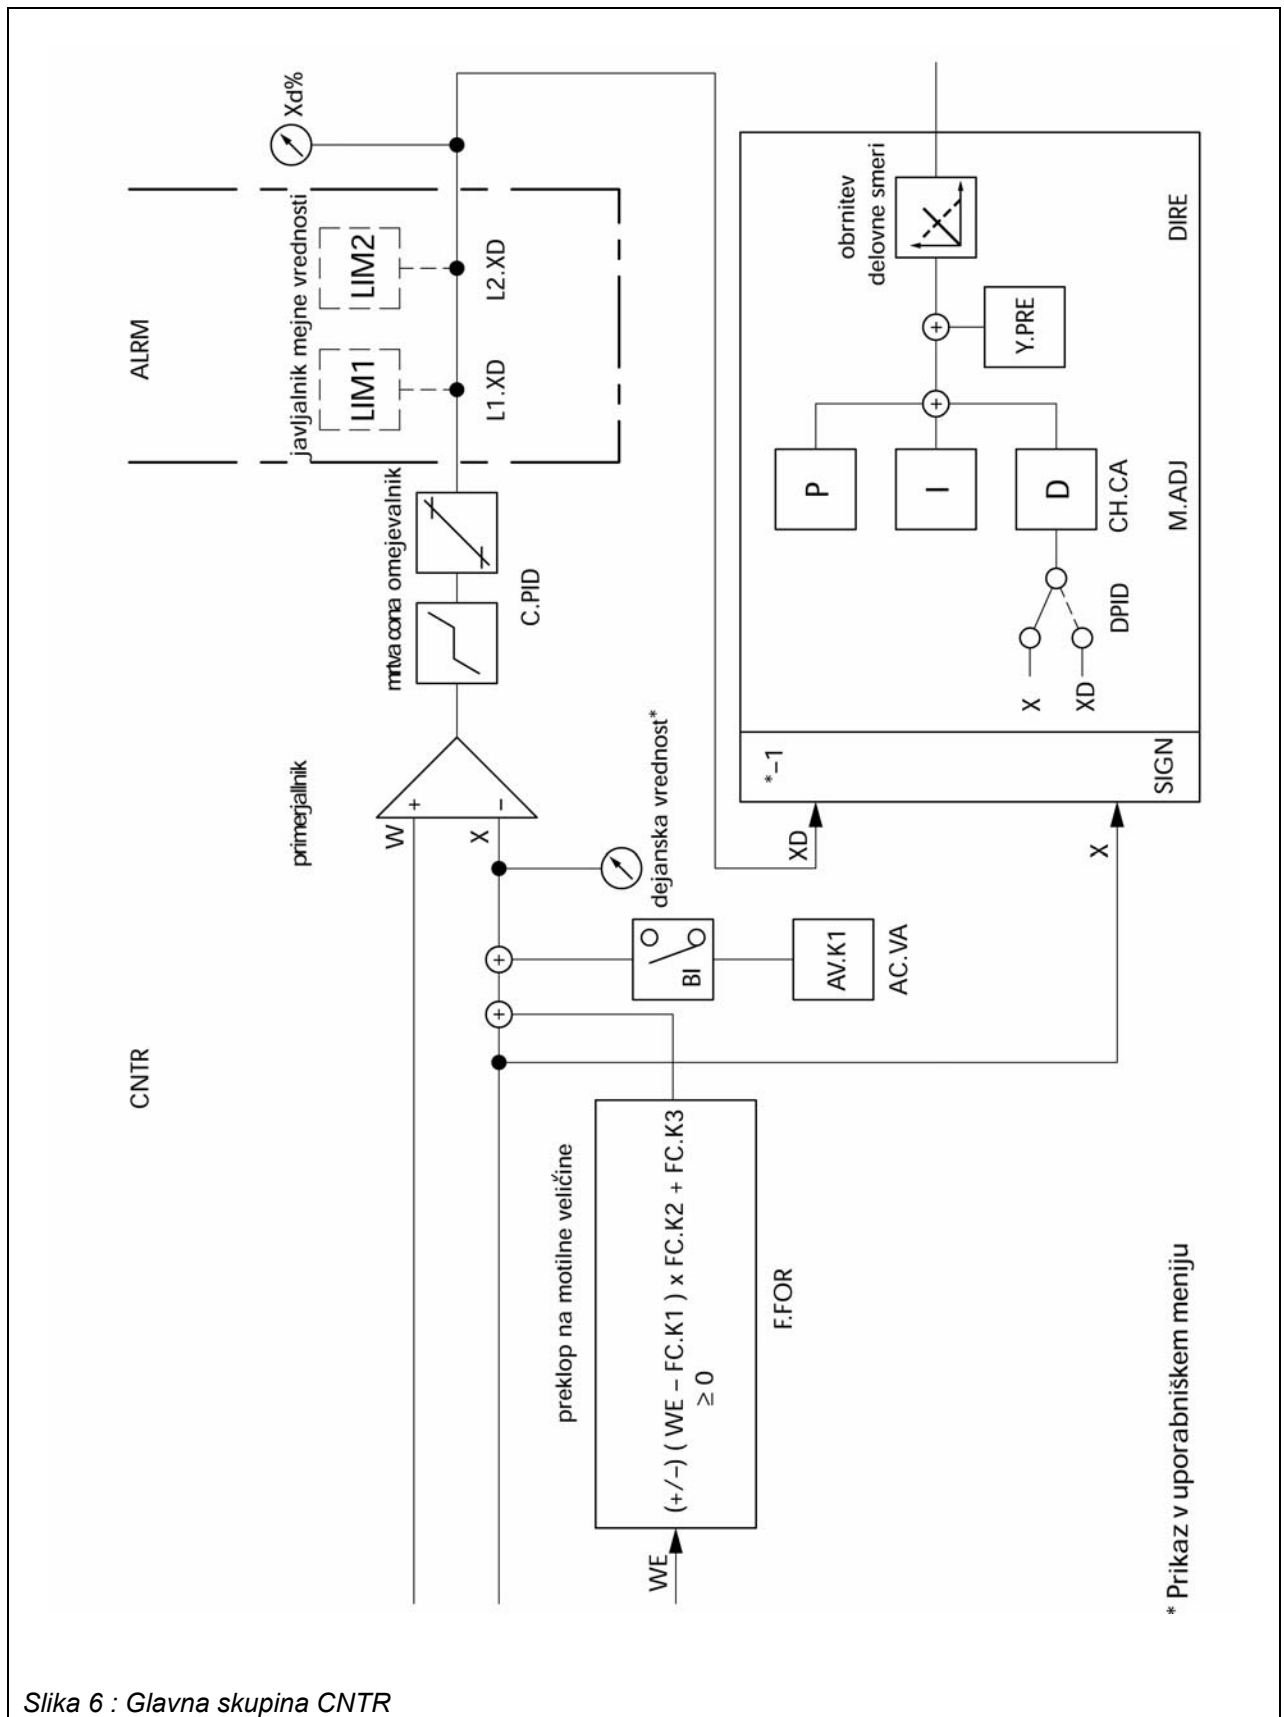 CNTR
ALRM
primerjallnik
mrtva cona omejevalnik
javljalnik mejne vrednosti
LIM1
LIM2
Xd%
W
+
X
–
C.PID
L1.XD
L2.XD
preklop na motilne veličine
WE
(+/–) ( WE – FC.K1 ) x FC.K2 + FC.K3
≥ 0
F.FOR
+
+
BI
AV.K1
AC.VA
dejanska vrednost*
XD
X
*–1
SIGN
X
XD
DPID
P
I
D
CH.CA
M.ADJ
+
+
Y.PRE
obrnitev
delovne smeri
DIRE
* Prikaz v uporabniškem meniju
Slika 6 : Glavna skupina CNTR